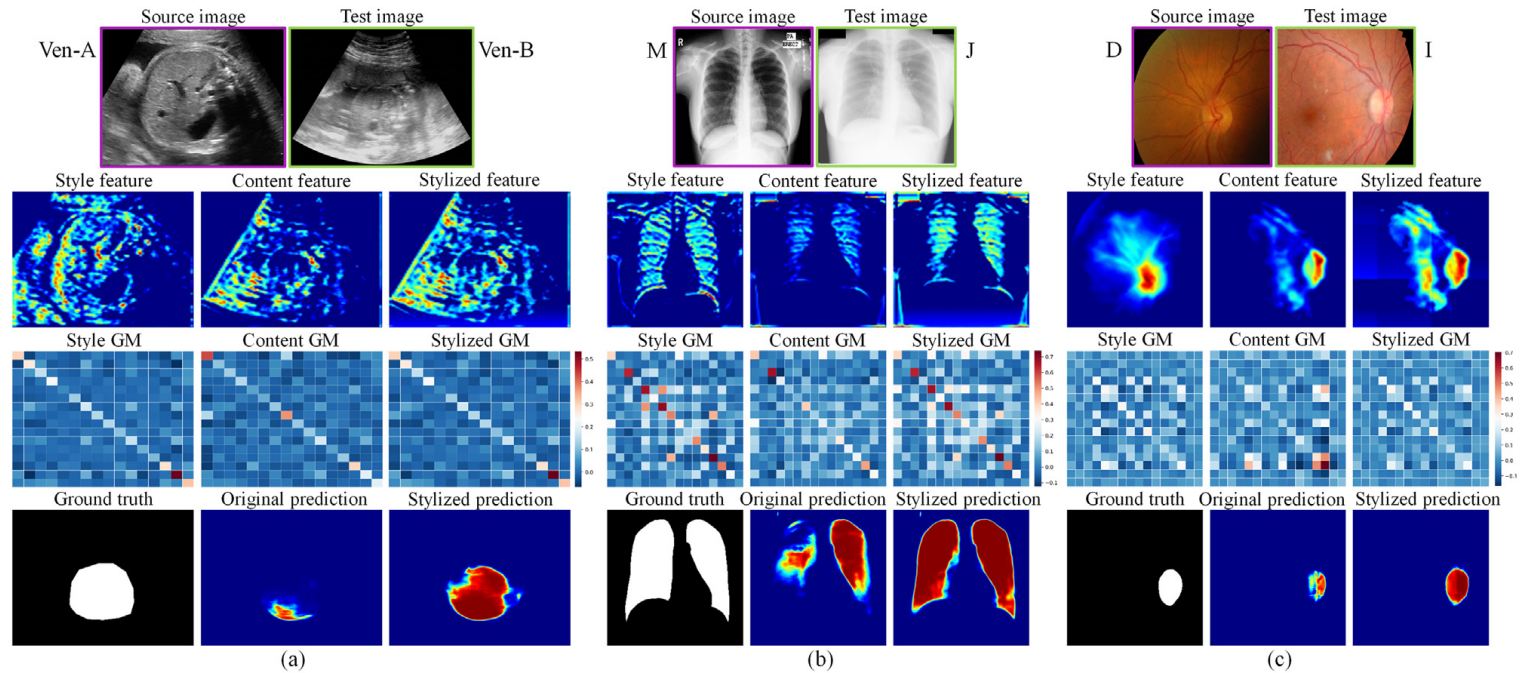 Source image Test image Source image Test image Source image Test image
Ven-A Ven-B M J D I
R PA
Style feature Content feature Stylized feature Style feature Content feature Stylized feature Style feature Content feature Stylized feature
Style GM Content GM Stylized GM Style GM Content GM Stylized GM Style GM Content GM Stylized GM
0.5 0.7 0.7
0.4 0.6 0.6
0.3 0.5 0.5
0.2 0.4 0.4
0.1 0.3 0.3
0.0 0.2 0.2
0.1 0.1
0.0 0.0
-0.1 -0.1
Ground truth Original prediction Stylized prediction Ground truth Original prediction Stylized prediction Ground truth Original prediction Stylized prediction
(a) (b) (c)